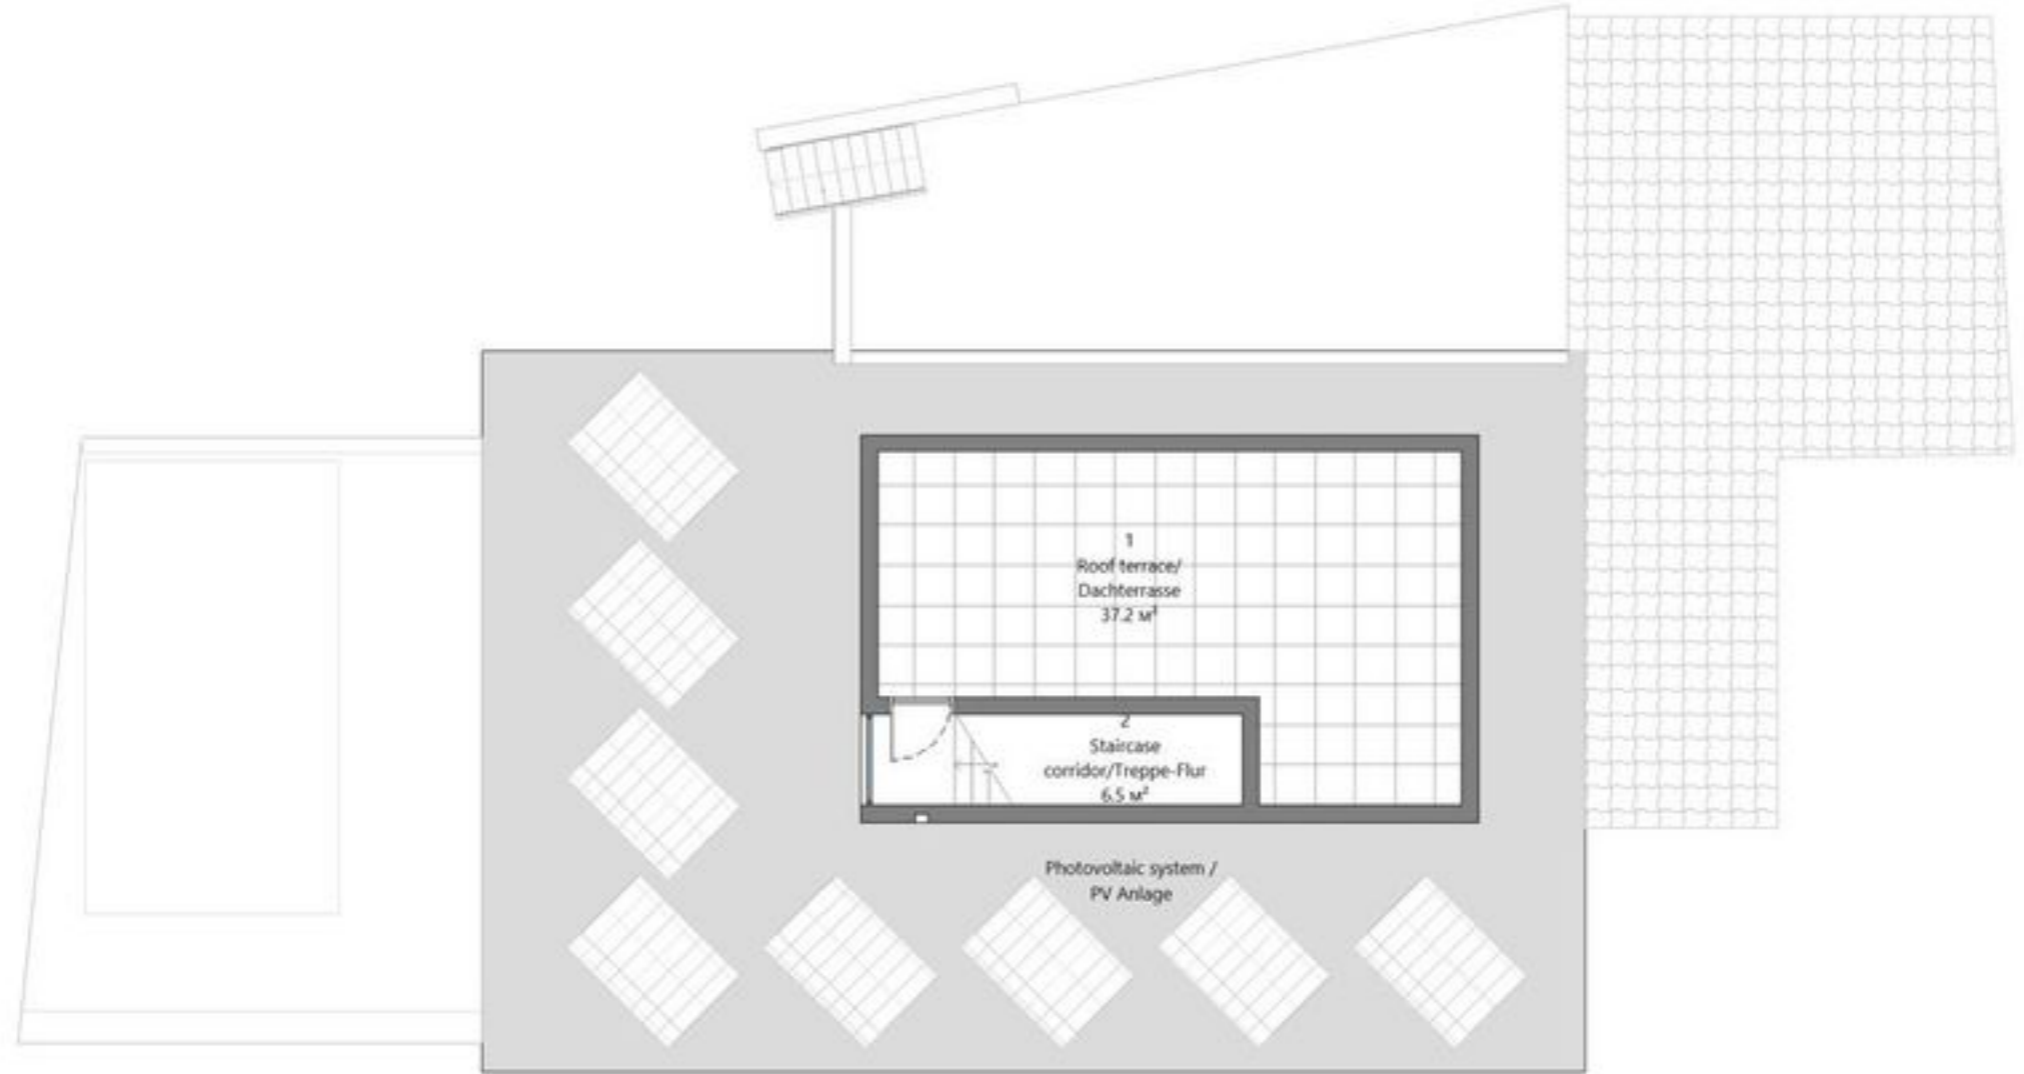 1
Roof terrace/
Dachterrasse
37.2 м²
2
Staircase
corridor/Treppe-Flur
6.5 м²
Photovoltaic system /
PV Anlage